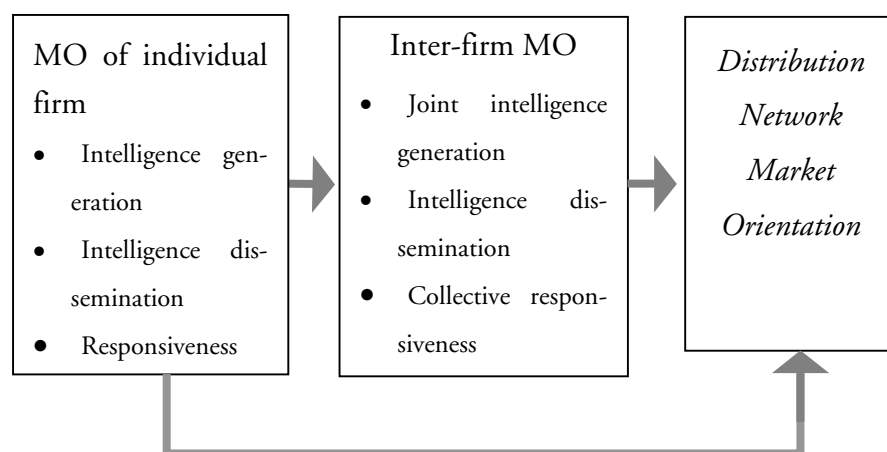 MO of individual
firm
• Intelligence gen-
eration
• Intelligence dis-
semination
• Responsiveness
Inter-firm MO
• Joint intelligence
generation
• Intelligence dis-
semination
• Collective respon-
siveness
Distribution
Network
Market
Orientation